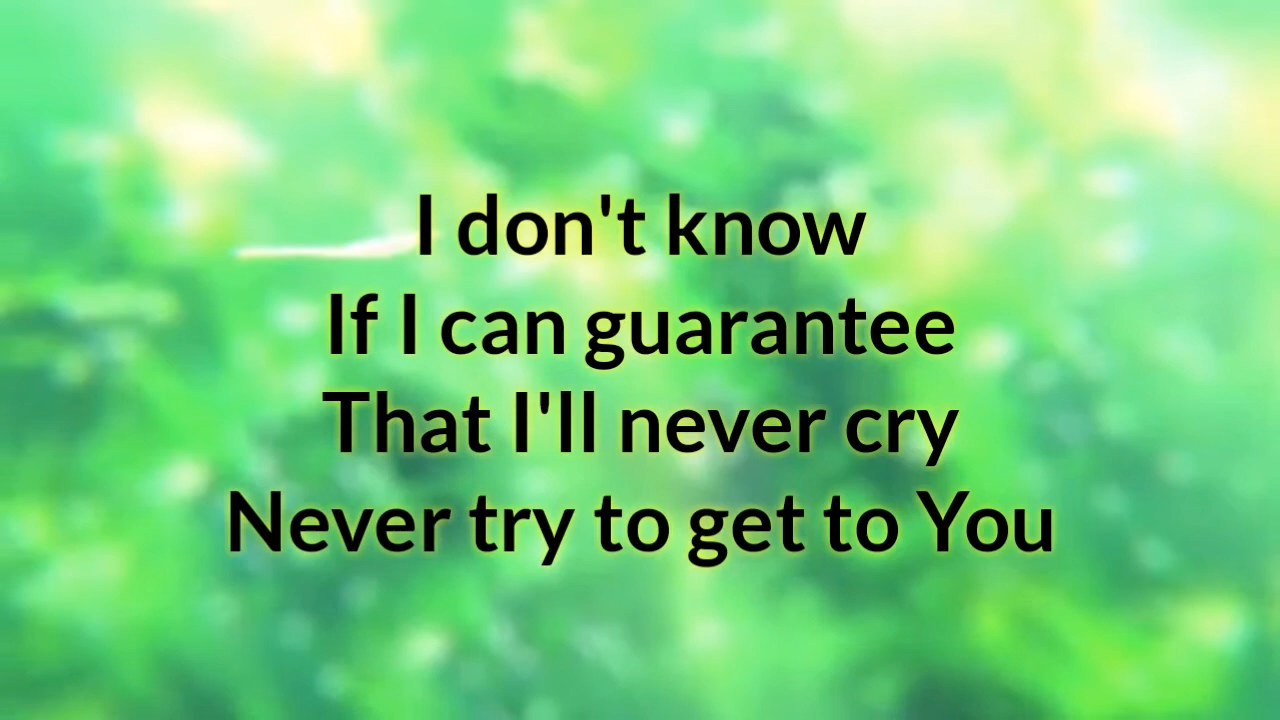 I don't know
If I can guarantee
That I'll never cry
Never try to get to You